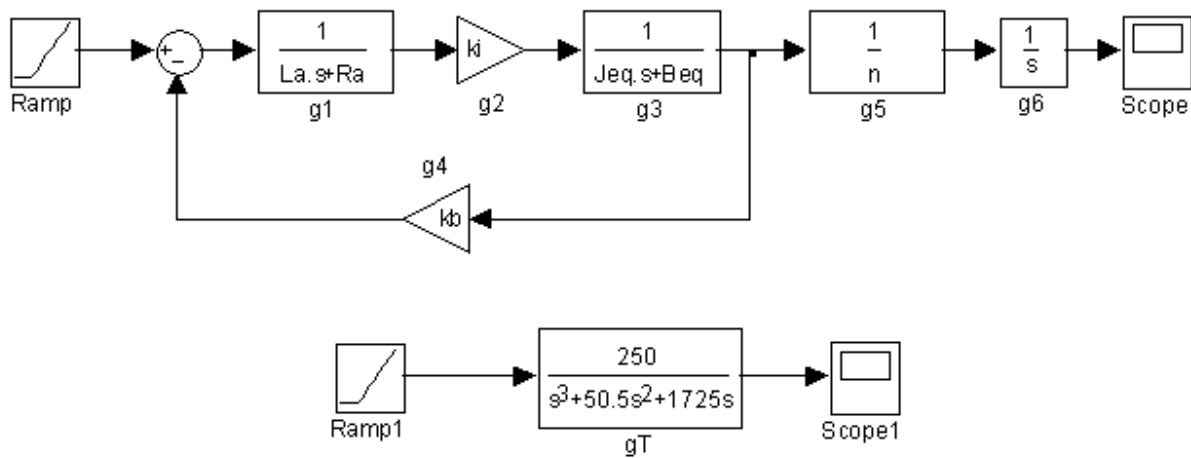 Ramp
+
−
1
La.s+Ra
g1
ki
g2
1
Jeq.s+Beq
g3
1
n
g5
1
s
g6
Scope
g4
kb
Ramp1
250
s³+50.5s²+1725s
gT
Scope1